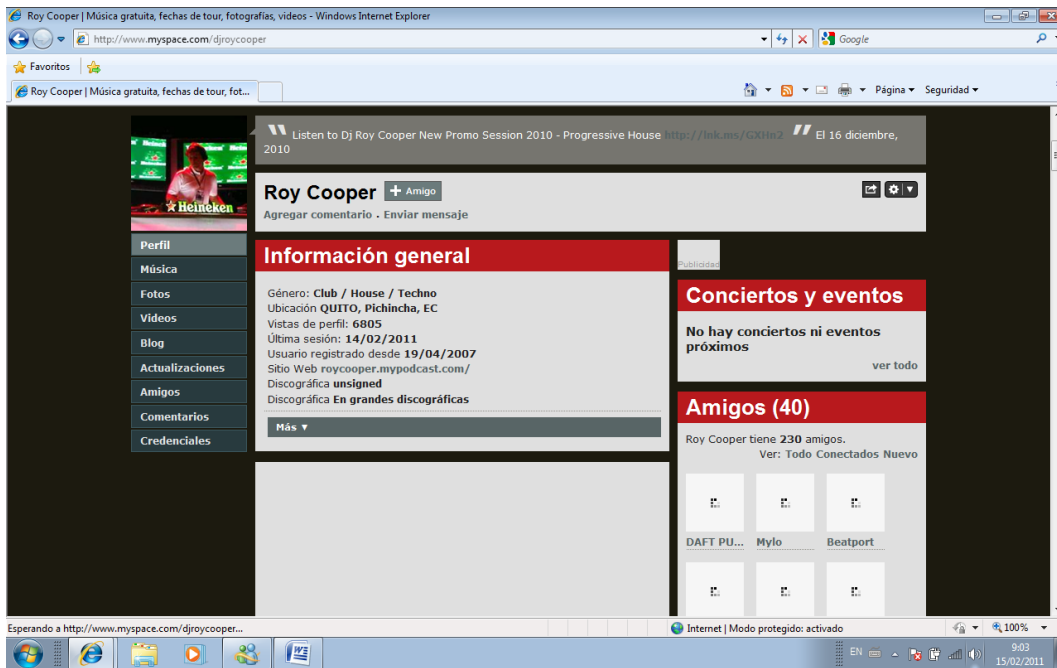 Roy Cooper | Música gratuita, fechas de tour, fotografías, videos - Windows Internet Explorer
http://www.myspace.com/djroycooper
Google
Favoritos
Roy Cooper | Música gratuita, fechas de tour, fot...
Página Seguridad
Listen to Dj Roy Cooper New Promo Session 2010 - Progressive House http://lnk.ms/GXHn2 El 16 diciembre,
2010
Heineken
Roy Cooper + Amigo
Agregar comentario . Enviar mensaje
Perfil
Música
Fotos
Videos
Blog
Actualizaciones
Amigos
Comentarios
Credenciales
Información general
Género: Club / House / Techno
Ubicación QUITO, Pichincha, EC
Vistas de perfil: 6805
Última sesión: 14/02/2011
Usuario registrado desde 19/04/2007
Sitio Web roycooper.mypodcast.com/
Discográfica unsigned
Discográfica En grandes discográficas
Más
Publicidad
Conciertos y eventos
No hay conciertos ni eventos
próximos
ver todo
Amigos (40)
Roy Cooper tiene 230 amigos.
Ver: Todo Conectados Nuevo
DAFT PU... Mylo Beatport
Esperando a http://www.myspace.com/djroycooper...
Internet | Modo protegido: activado
100%
EN
9:03
15/02/2011